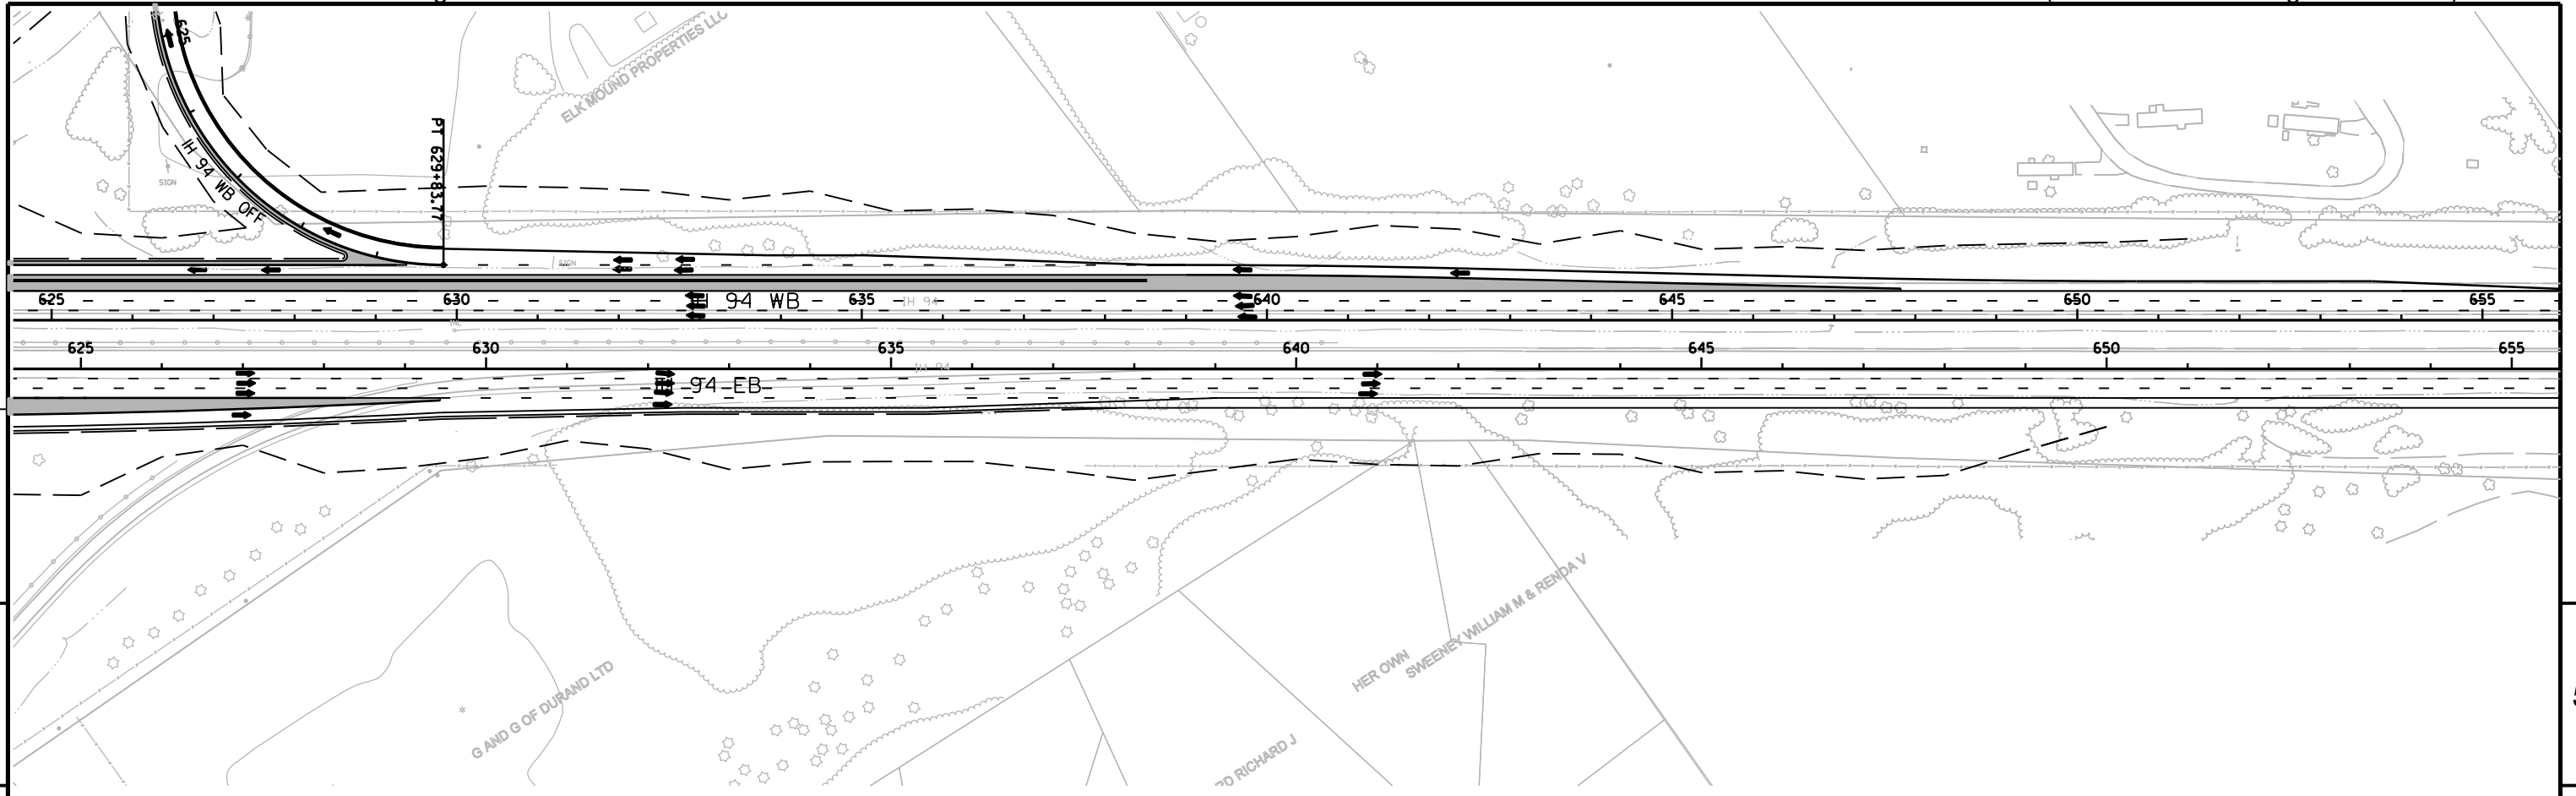 625
ELK MOUND PROPERTIES LLC
PT 629+83.77
IH 94 WB OFF
SIGN
SIGN
625
630
IH 94 WB
635
IH 94
640
645
650
655
INL
625
630
635
640
645
650
655
IH 94
IH 94 EB
HER OWN
SWEENEY WILLIAM M & RENDA V
G AND G OF DURAND LTD
RD RICHARD J